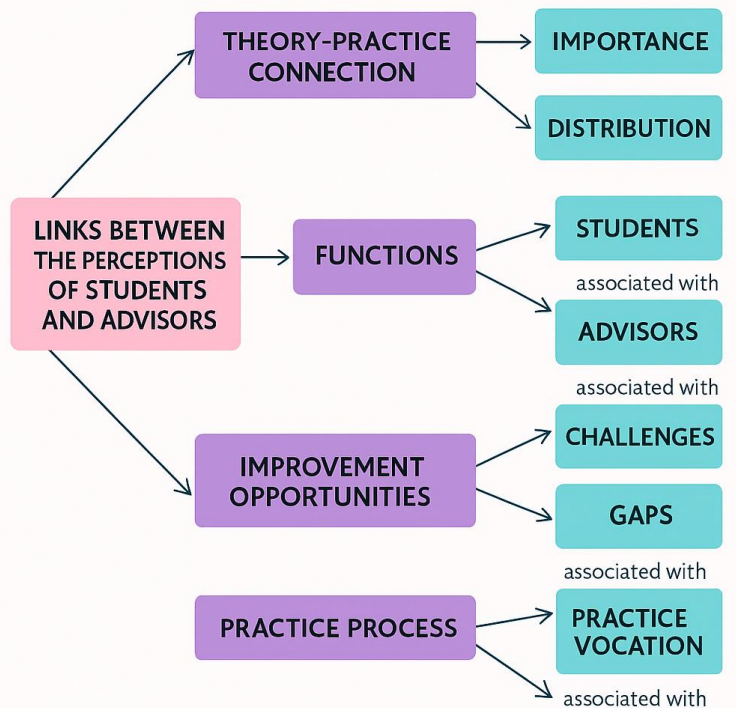 THEORY-PRACTICE
CONNECTION
IMPORTANCE
DISTRIBUTION
LINKS BETWEEN
THE PERCEPTIONS
OF STUDENTS
AND ADVISORS
FUNCTIONS
STUDENTS
associated with
ADVISORS
associated with
IMPROVEMENT
OPPORTUNITIES
CHALLENGES
GAPS
associated with
PRACTICE PROCESS
PRACTICE
VOCATION
associated with